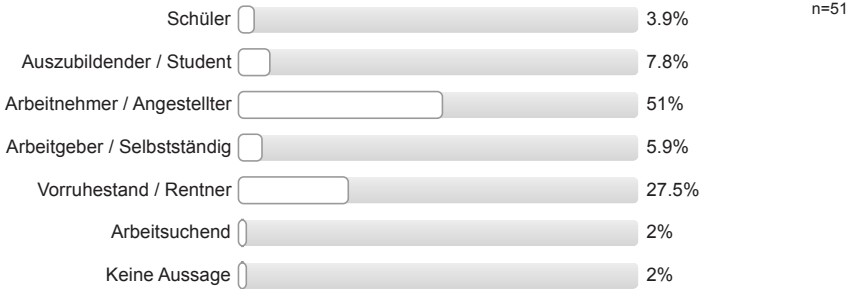 Schüler 3.9% n=51
Auszubildender / Student 7.8%
Arbeitnehmer / Angestellter 51%
Arbeitgeber / Selbstständig 5.9%
Vorruhestand / Rentner 27.5%
Arbeitsuchend 2%
Keine Aussage 2%